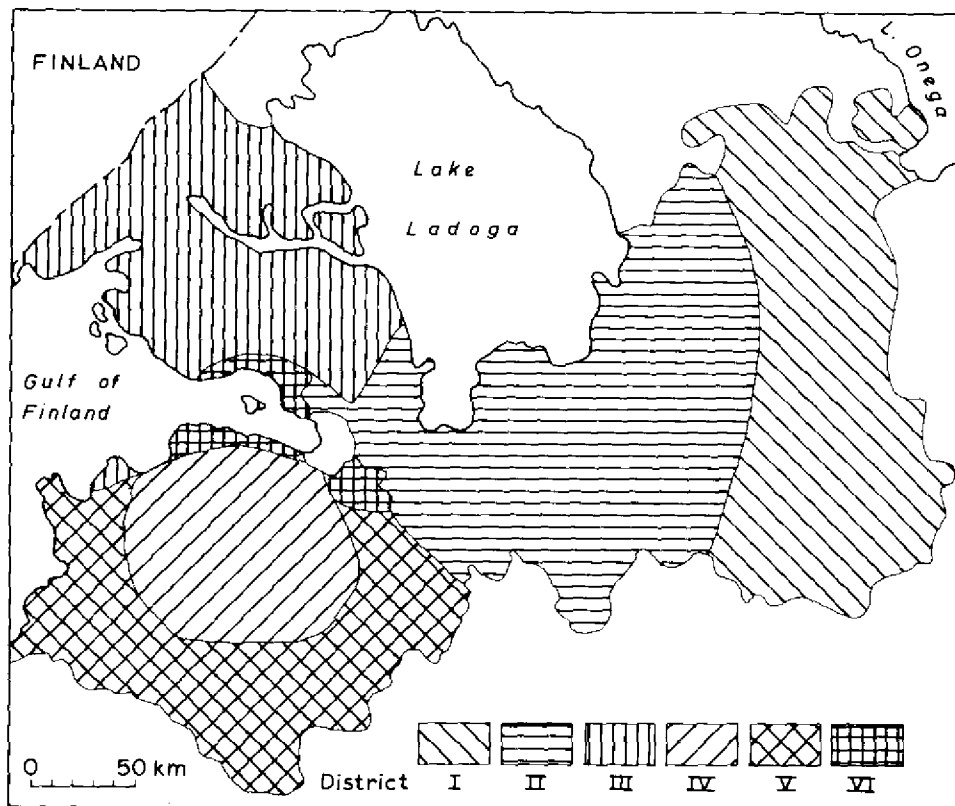 FINLAND
L. Onega
Lake
Ladoga
Gulf of
Finland
0 50 km
District I II III IV V VI